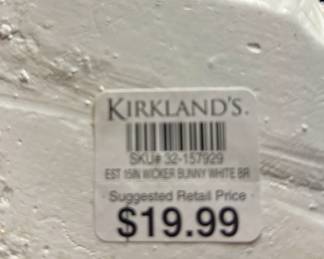 KIRKLAND'S.
SKU# 32-157929
EST 15IN WICKER BUNNY WHITE BR
Suggested Retail Price
$19.99